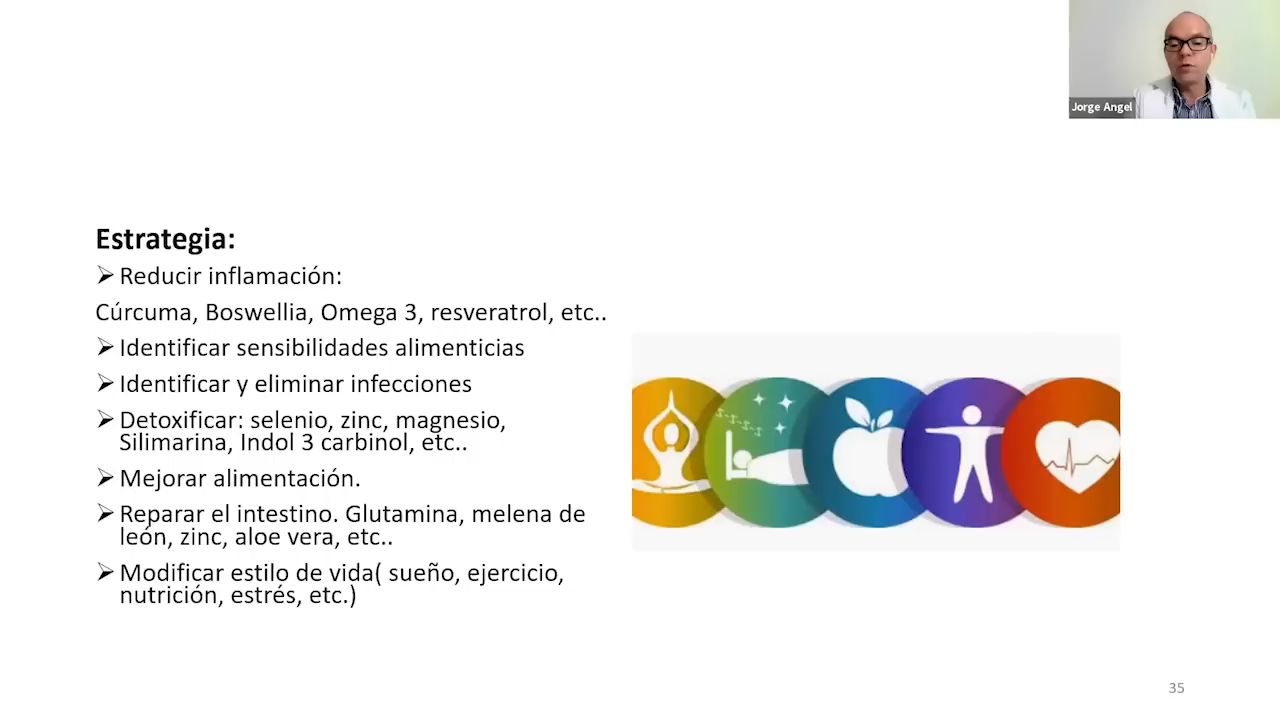 Jorge Angel
Estrategia:
➢ Reducir inflamación:
Cúrcuma, Boswellia, Omega 3, resveratrol, etc..
➢ Identificar sensibilidades alimenticias
➢ Identificar y eliminar infecciones
➢ Detoxificar: selenio, zinc, magnesio,
Silimarina, Indol 3 carbinol, etc..
➢ Mejorar alimentación.
➢ Reparar el intestino. Glutamina, melena de
león, zinc, aloe vera, etc..
➢ Modificar estilo de vida( sueño, ejercicio,
nutrición, estrés, etc.)
35